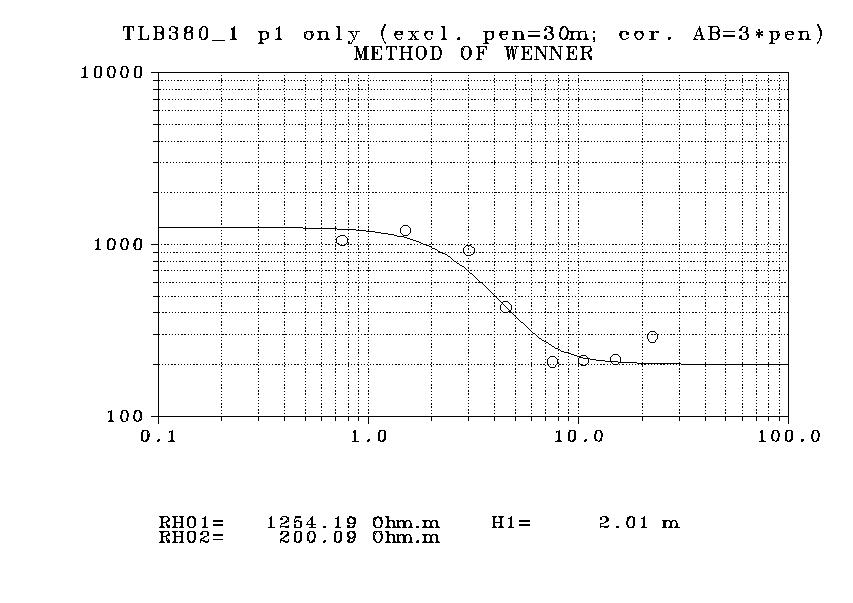 TLB380_1 p1 only (excl. pen=30m; cor. AB=3*pen)
METHOD OF WENNER
10000
1000
100
0.1 1.0 10.0 100.0
RHO1= 1254.19 Ohm.m H1= 2.01 m
RHO2= 200.09 Ohm.m